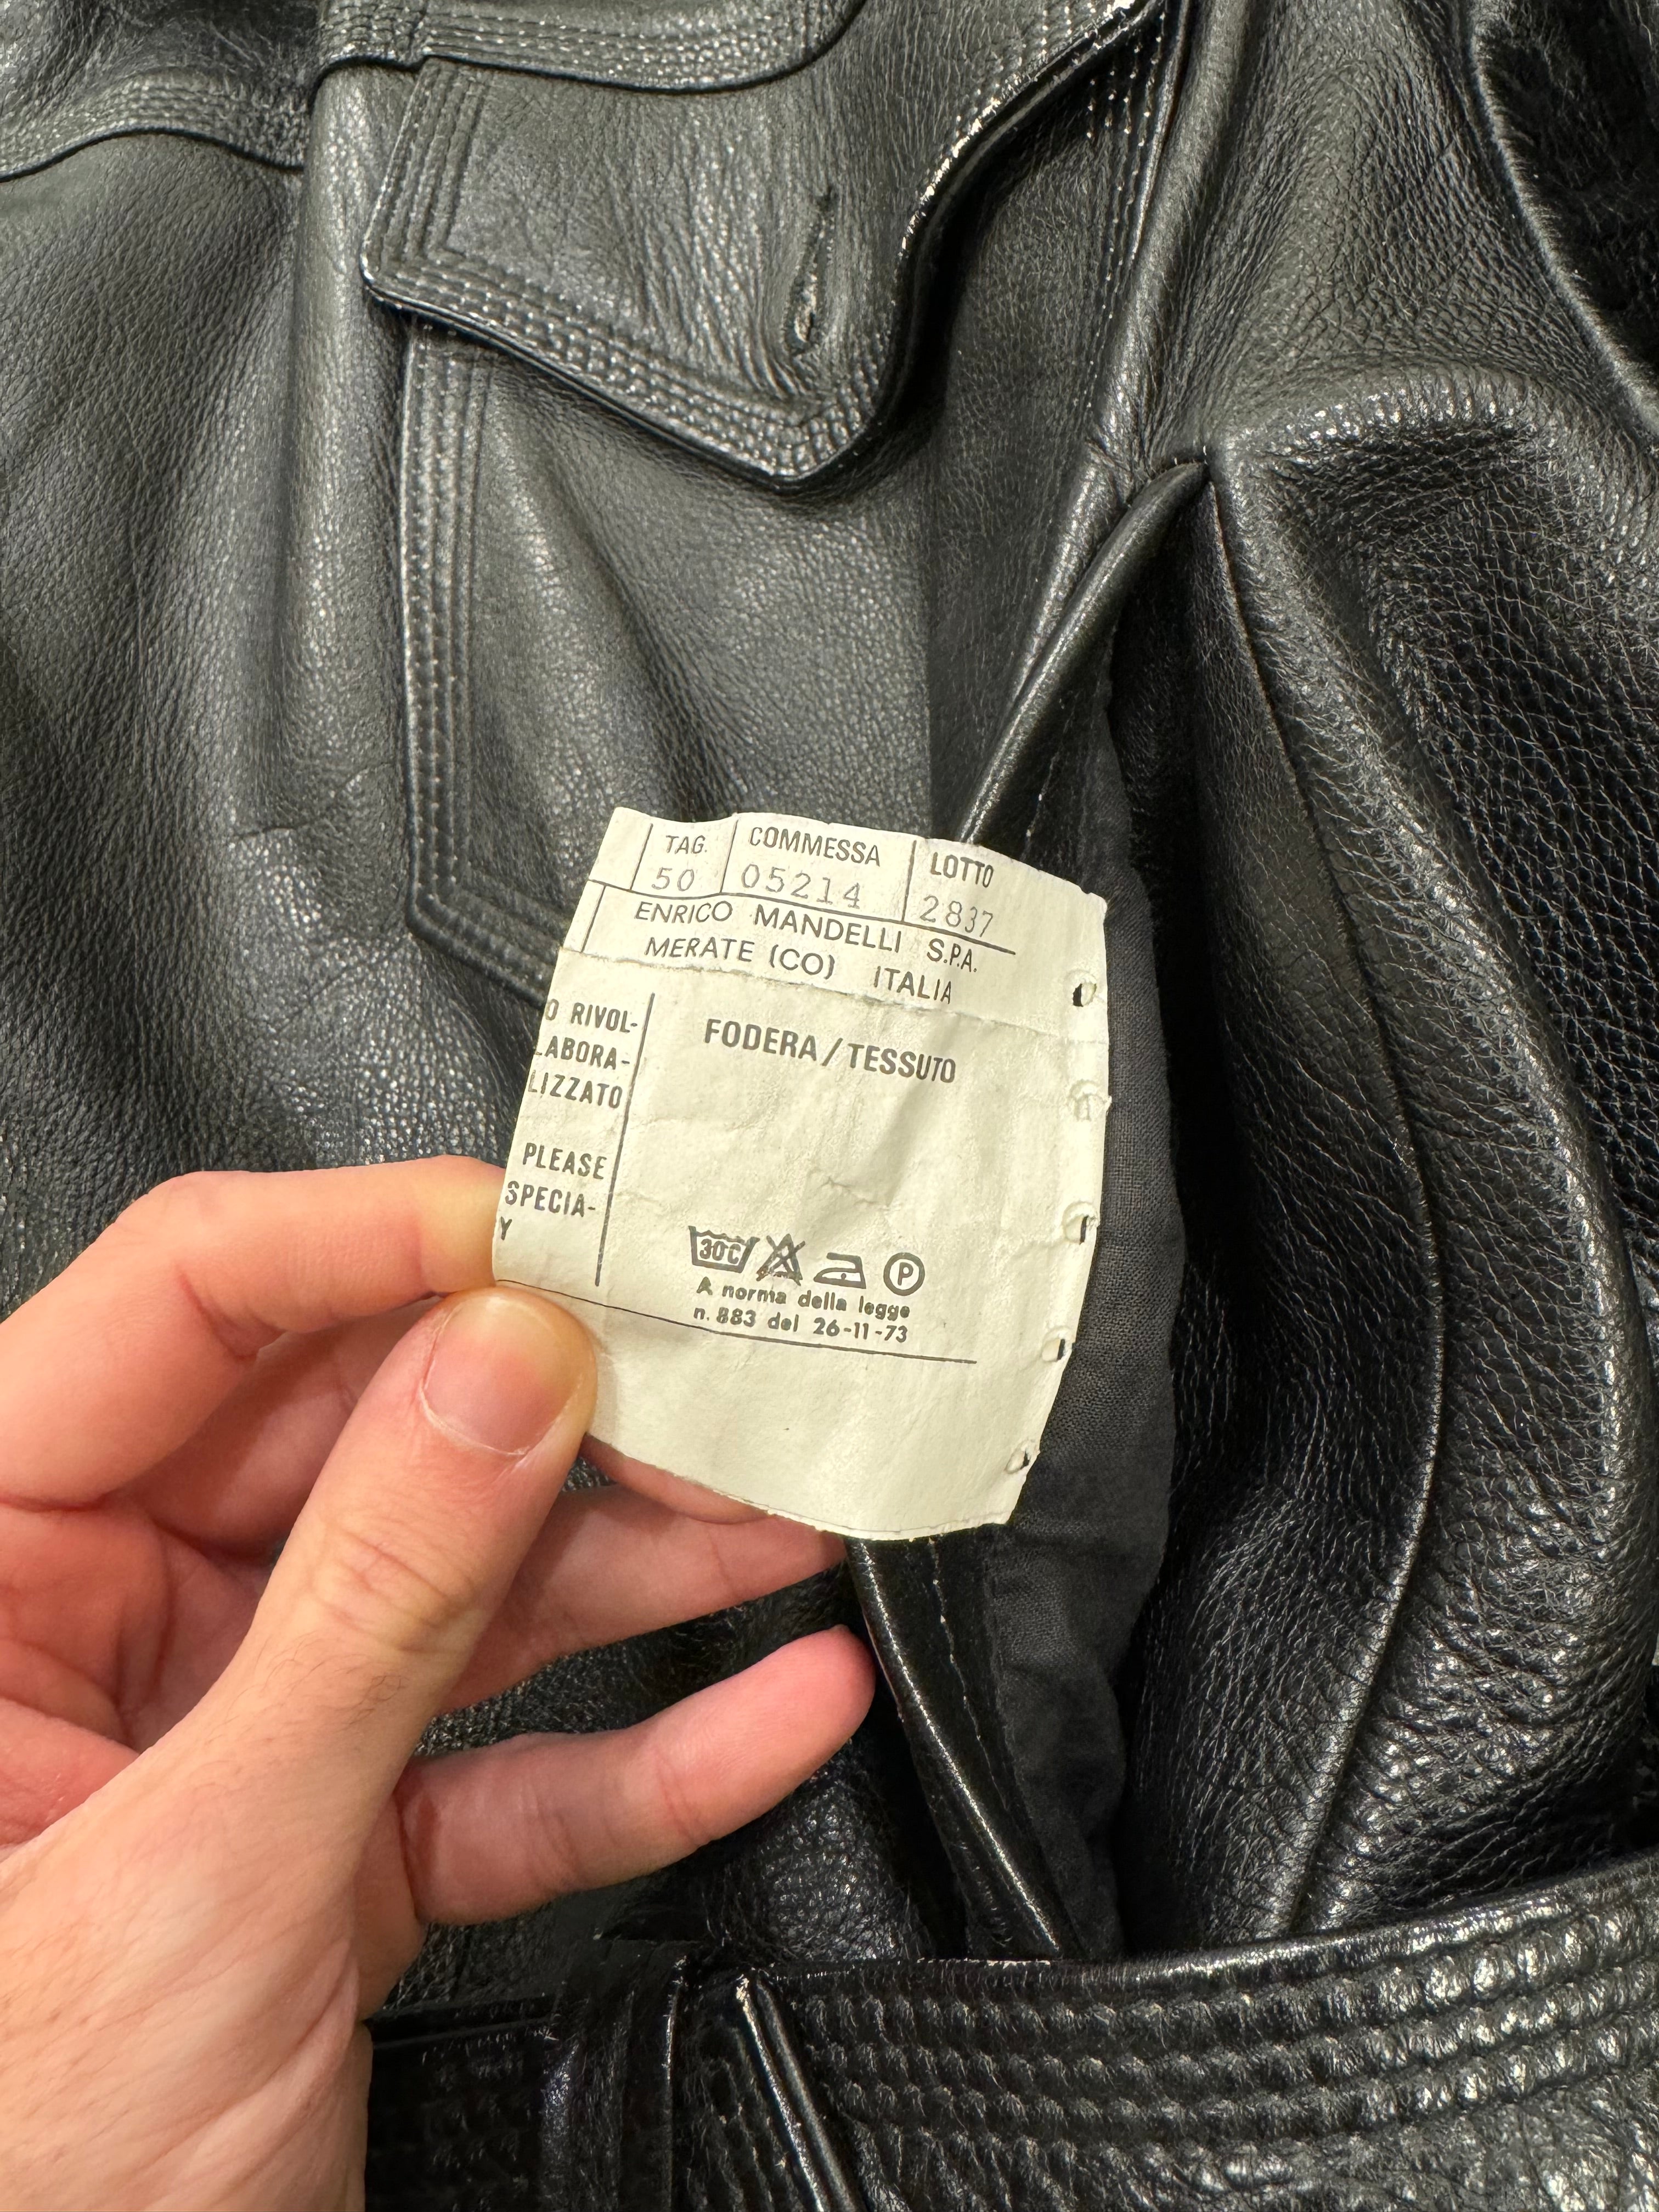 TAG. COMMESSA LOTTO
50 05214 2837
ENRICO MANDELLI S.P.A.
MERATE (CO) ITALIA
O RIVOL-
LABORA-
LIZZATO
PLEASE
SPECIA-
Y
FODERA/TESSUTO
30°C P
A norma della legge
n. 883 del 26-11-73